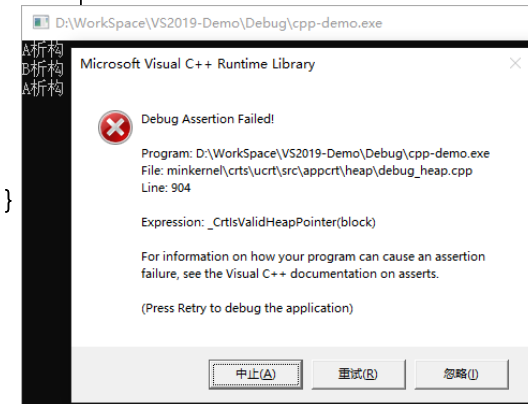 D:\WorkSpace\VS2019-Demo\Debug\cpp-demo.exe
A析构
B析构
A析构
}
Microsoft Visual C++ Runtime Library
Debug Assertion Failed!
Program: D:\WorkSpace\VS2019-Demo\Debug\cpp-demo.exe
File: minkernel\crts\ucrt\src\appcrt\heap\debug_heap.cpp
Line: 904
Expression: _CrtIsValidHeapPointer(block)
For information on how your program can cause an assertion
failure, see the Visual C++ documentation on asserts.
(Press Retry to debug the application)
中止(A) 重试(R) 忽略(I)